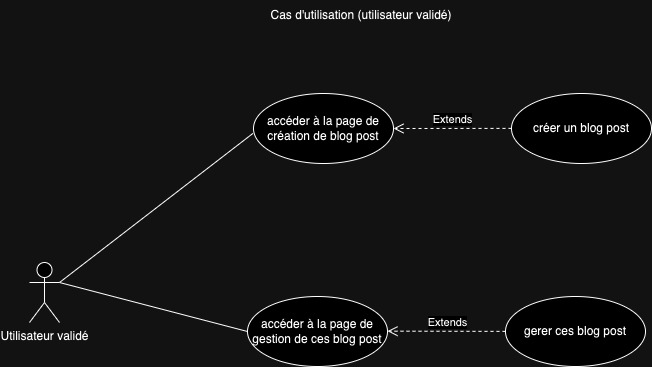 Cas d'utilisation (utilisateur validé)
accéder à la page de
création de blog post
Extends
créer un blog post
Utilisateur validé
accéder à la page de
gestion de ces blog post
Extends
gerer ces blog post